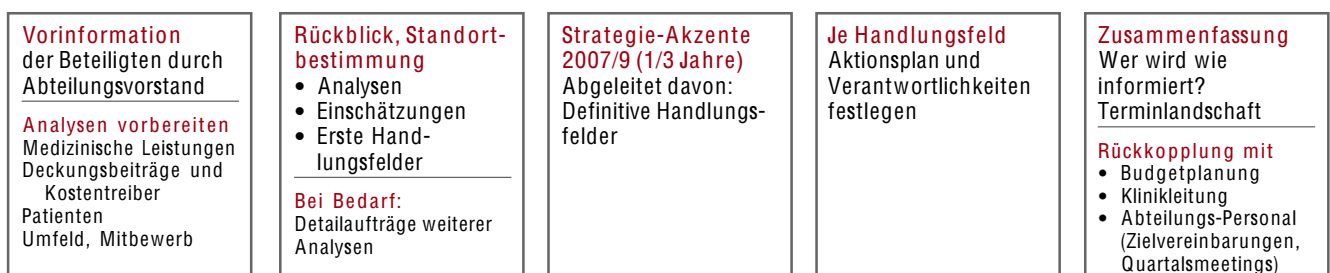 Vorinformation
der Beteiligten durch
Abteilungsvorstand
Analysen vorbereiten
Medizinische Leistungen
Deckungsbeiträge und
Kostentreiber
Patienten
Umfeld, Mitbewerb
Rückblick, Standort-
bestimmung
• Analysen
• Einschätzungen
• Erste Hand-
lungsfelder
Bei Bedarf:
Detailaufträge weiterer
Analysen
Strategie-Akzente
2007/9 (1/3 Jahre)
Abgeleitet davon:
Definitive Handlungs-
felder
Je Handlungsfeld
Aktionsplan und
Verantwortlichkeiten
festlegen
Zusammenfassung
Wer wird wie
informiert?
Terminlandschaft
Rückkopplung mit
• Budgetplanung
• Klinikleitung
• Abteilungs-Personal
(Zielvereinbarungen,
Quartalsmeetings)